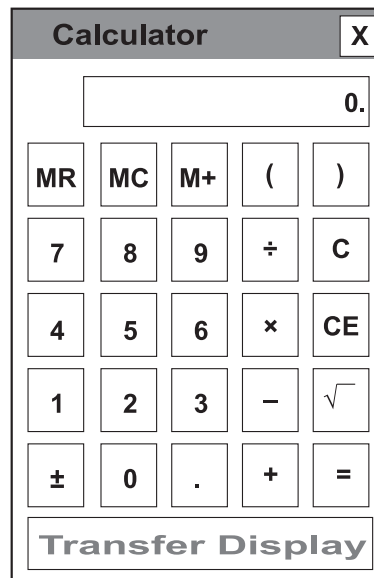 Calculator X
0.
MR MC M+ ( )
7 8 9 ÷ C
4 5 6 × CE
1 2 3 – √
± 0 . + =
Transfer Display